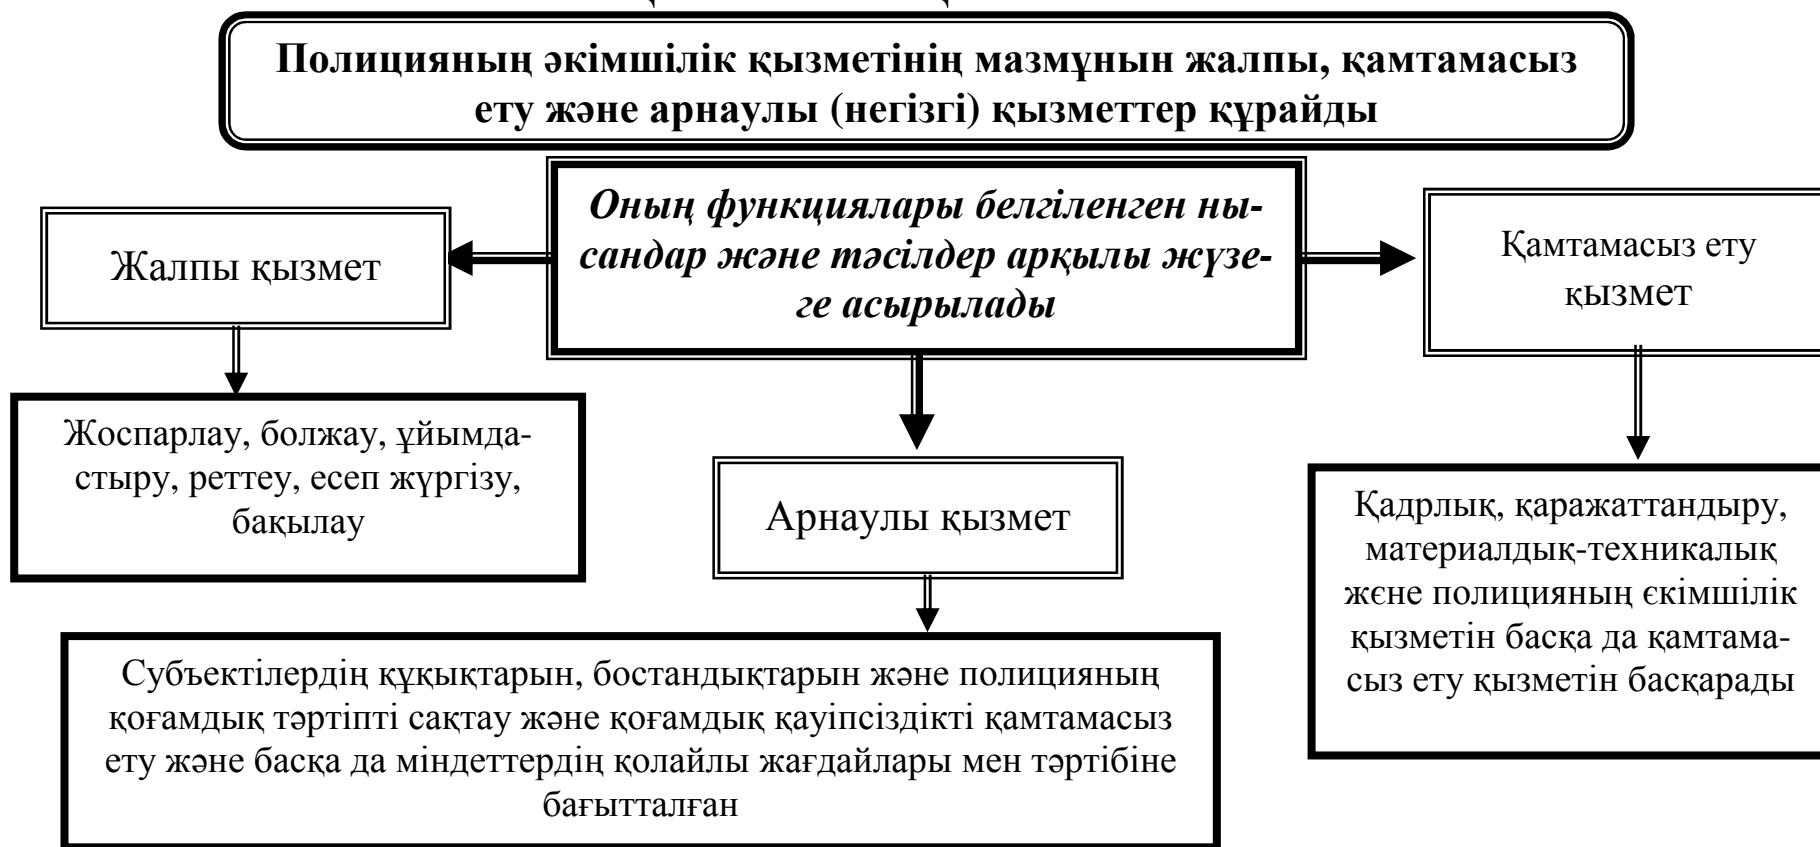 Полицияның әкімшілік қызметінің мазмұнын жалпы, қамтамасыз
ету және арнаулы (негізгі) қызметтер құрайды
Оның функциялары белгіленген ны-
сандар және тәсілдер арқылы жүзе-
ге асырылады
Жалпы қызмет
Қамтамасыз ету
қызмет
Жоспарлау, болжау, ұйымда-
стыру, реттеу, есеп жүргізу,
бақылау
Арнаулы қызмет
Қадрлық, қаражаттандыру,
материалдық-техникалық
жєне полицияның єкімшілік
қызметін басқа да қамтама-
сыз ету қызметін басқарады
Субъектілердің құқықтарын, бостандықтарын және полицияның
қоғамдық тәртіпті сақтау және қоғамдық қауіпсіздікті қамтамасыз
ету және басқа да міндеттердің қолайлы жағдайлары мен тәртібіне
бағытталған